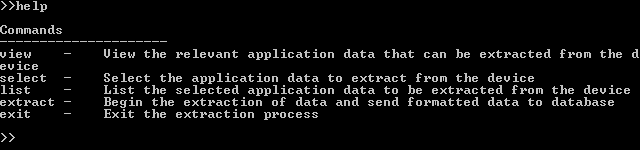 >>help
Commands
---------------------
view    -    View the relevant application data that can be extracted from the d
evice
select  -    Select the application data to extract from the device
list    -    List the selected application data to be extracted from the device
extract -    Begin the extraction of data and send formatted data to database
exit    -    Exit the extraction process
>>